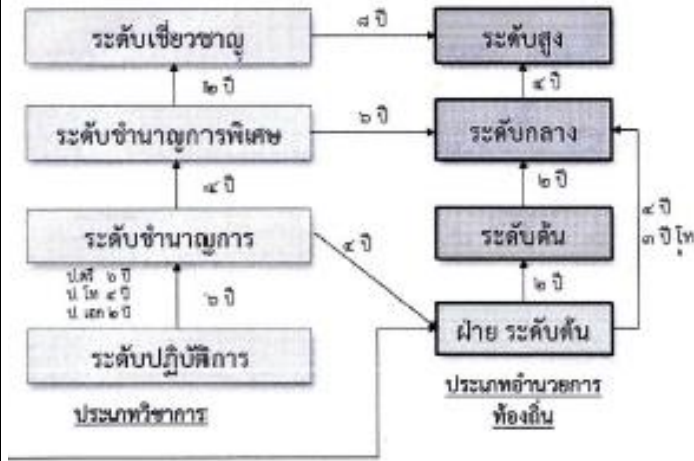 ระดับเชี่ยวชาญ
๘ ปี
ระดับสูง
๒ ปี
๔ ปี
ระดับชำนาญการพิเศษ
๖ ปี
ระดับกลาง
๔ ปี
๒ ปี
๔ ปี
๓ ปี โท
ระดับชำนาญการ
๔ ปี
ระดับต้น
ป.ตรี ๖ ปี
ป.โท ๔ ปี
ป.เอก ๒ ปี
๖ ปี
๒ ปี
ระดับปฏิบัติการ
ฝ่าย ระดับต้น
ประเภทวิชาการ
ประเภทอำนวยการ
ท้องถิ่น